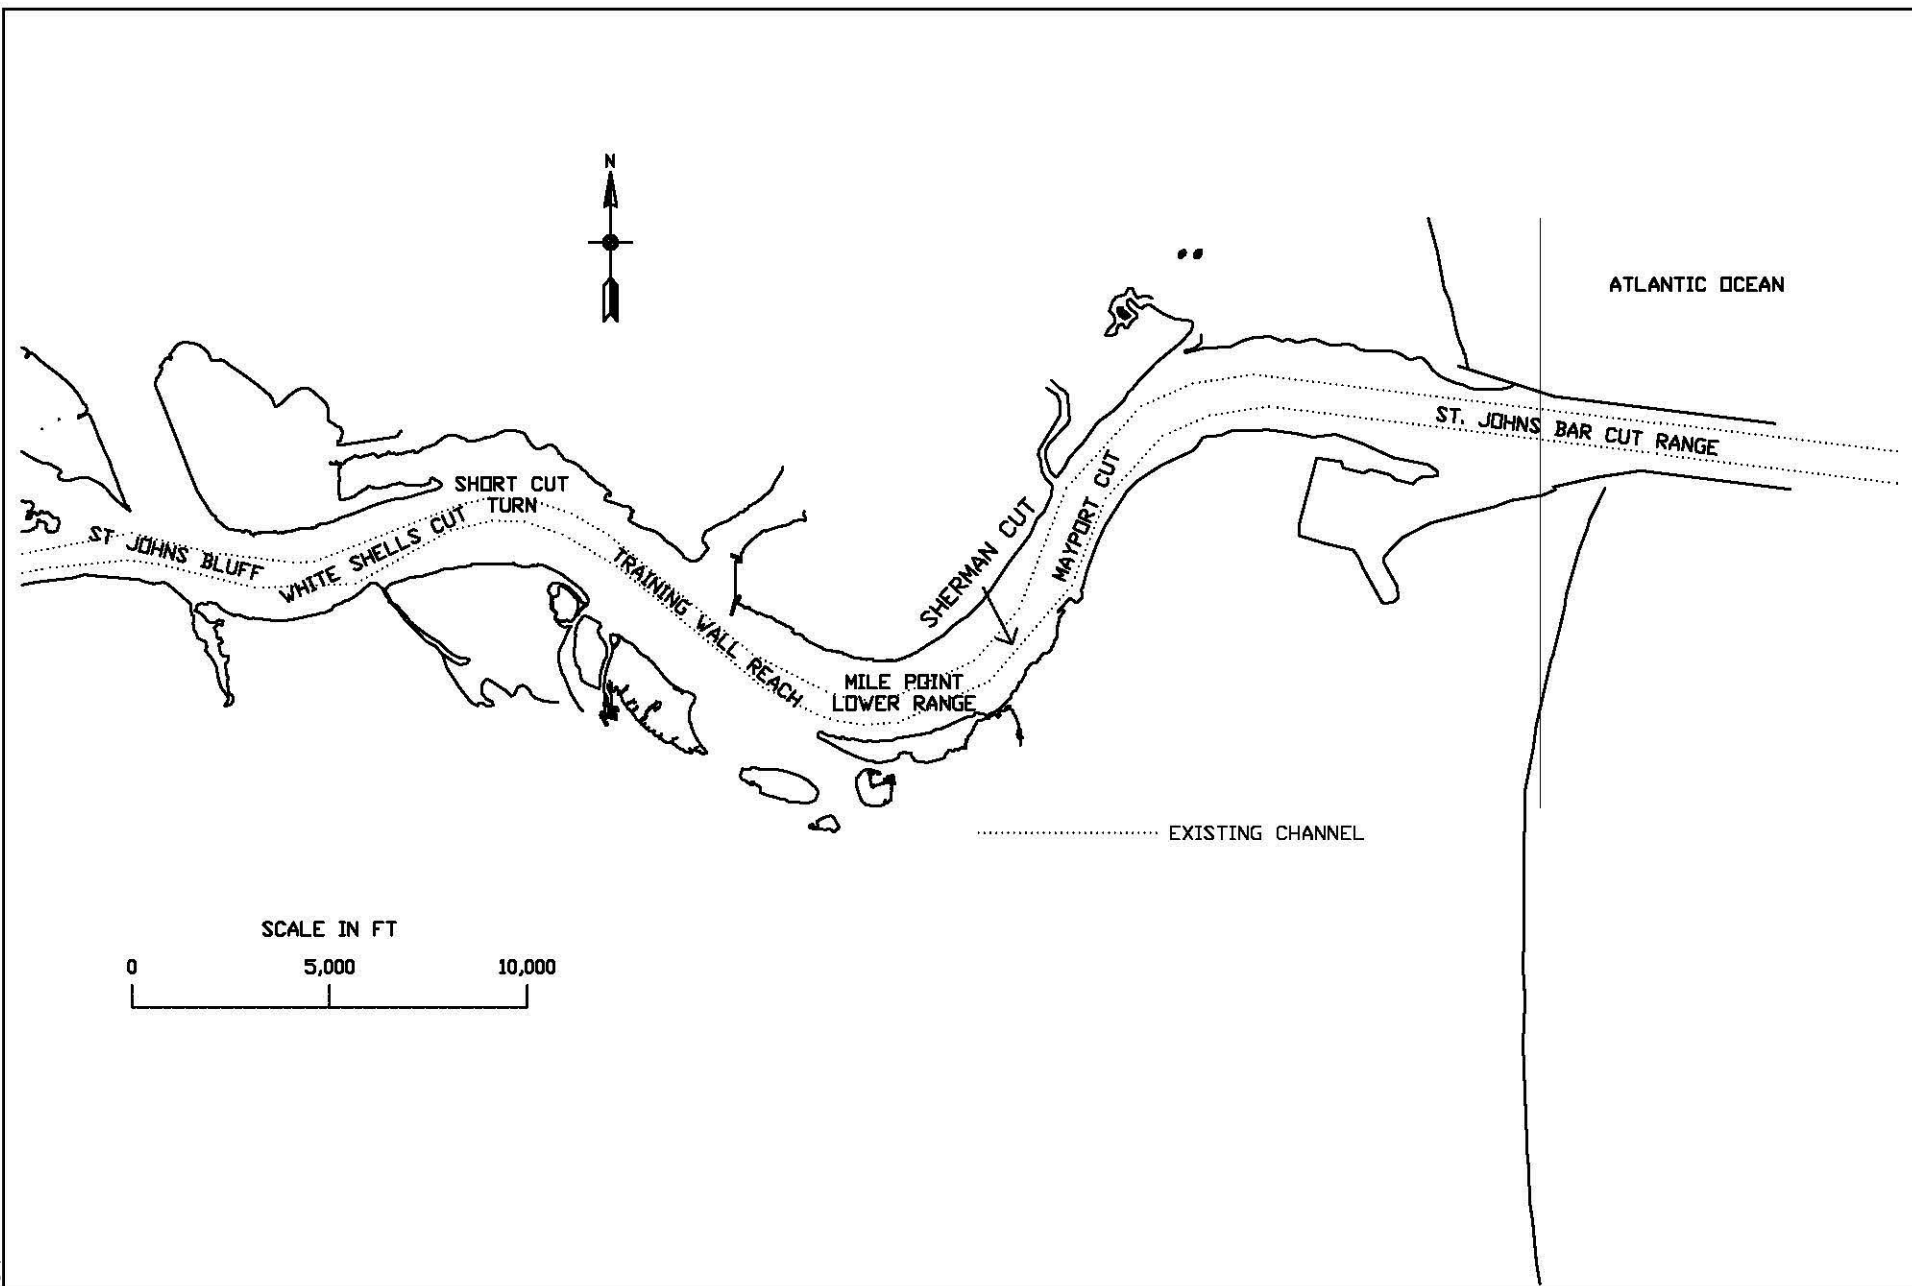 N
ATLANTIC OCEAN
ST. JOHNS BAR CUT RANGE
SHORT CUT
TURN
ST JOHNS BLUFF
WHITE SHELLS CUT
TRAINING WALL REACH
SHERMAN CUT
MAYPORT CUT
MILE POINT
LOWER RANGE
EXISTING CHANNEL
SCALE IN FT
0 5,000 10,000